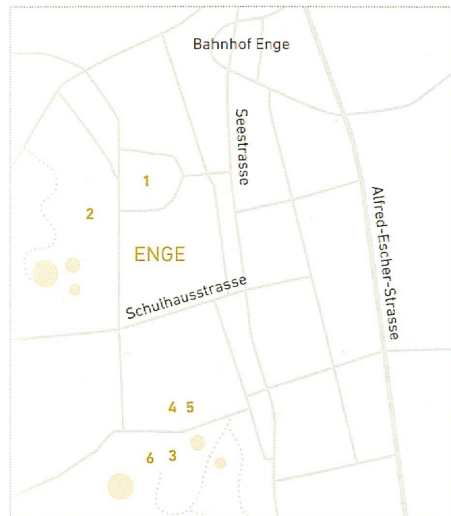 Bahnhof Enge
Seestrasse
1
Alfred-Escher-Strasse
2
ENGE
Schulhausstrasse
4 5
6 3